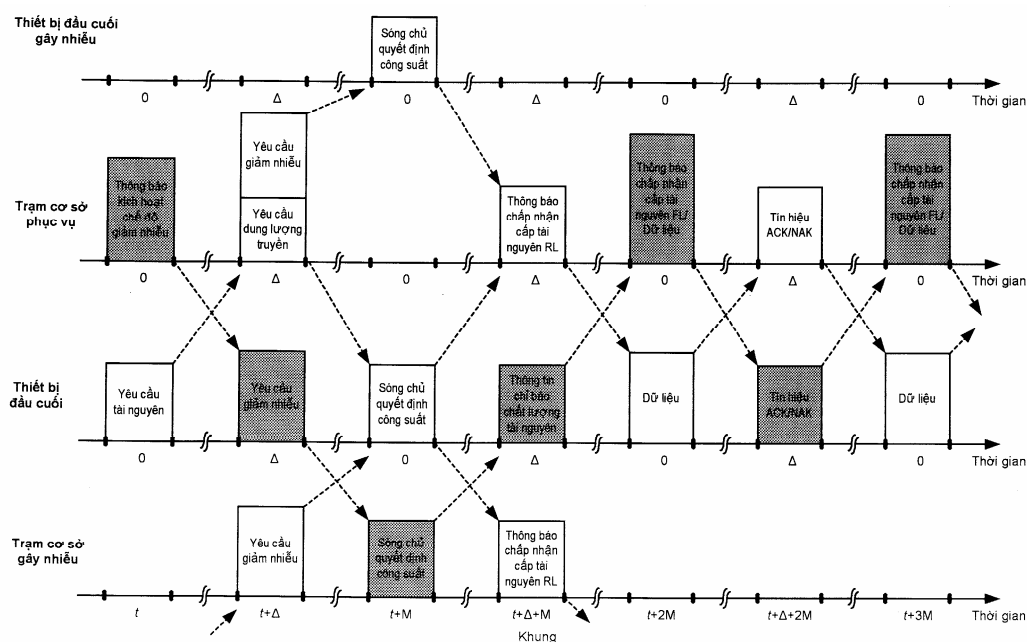 Thiết bị đầu cuối
gây nhiễu
Sóng chủ
quyết định
công suất
0
Δ
0
Δ
0
Δ
0
Thời gian
Trạm cơ sở
phục vụ
Thông báo
kích hoạt
chế độ
giảm nhiễu
Yêu cầu
giảm nhiễu
Yêu cầu
dung lượng
truyền
Thông báo
chấp nhận
cấp tài
nguyên RL
Thông báo
chấp nhận
cấp tài
nguyên FL/
Dữ liệu
Tín hiệu
ACK/NAK
Thông báo
chấp nhận
cấp tài
nguyên FL/
Dữ liệu
0
Δ
0
Δ
0
Δ
0
Thời gian
Thiết bị
đầu cuối
Yêu cầu
tài nguyên
Yêu cầu
giảm nhiễu
Sóng chủ
quyết định
công suất
Thông tin
chỉ báo
chất lượng
tài nguyên
Dữ liệu
Tín hiệu
ACK/NAK
Dữ liệu
0
Δ
0
Δ
0
Δ
0
Thời gian
Trạm cơ sở
gây nhiễu
Yêu cầu
giảm nhiễu
Sóng chủ
quyết định
công suất
Thông báo
chấp nhận
cấp tài
nguyên RL
t
t+Δ
t+M
t+Δ+M
t+2M
t+Δ+2M
t+3M
Thời gian
Khung